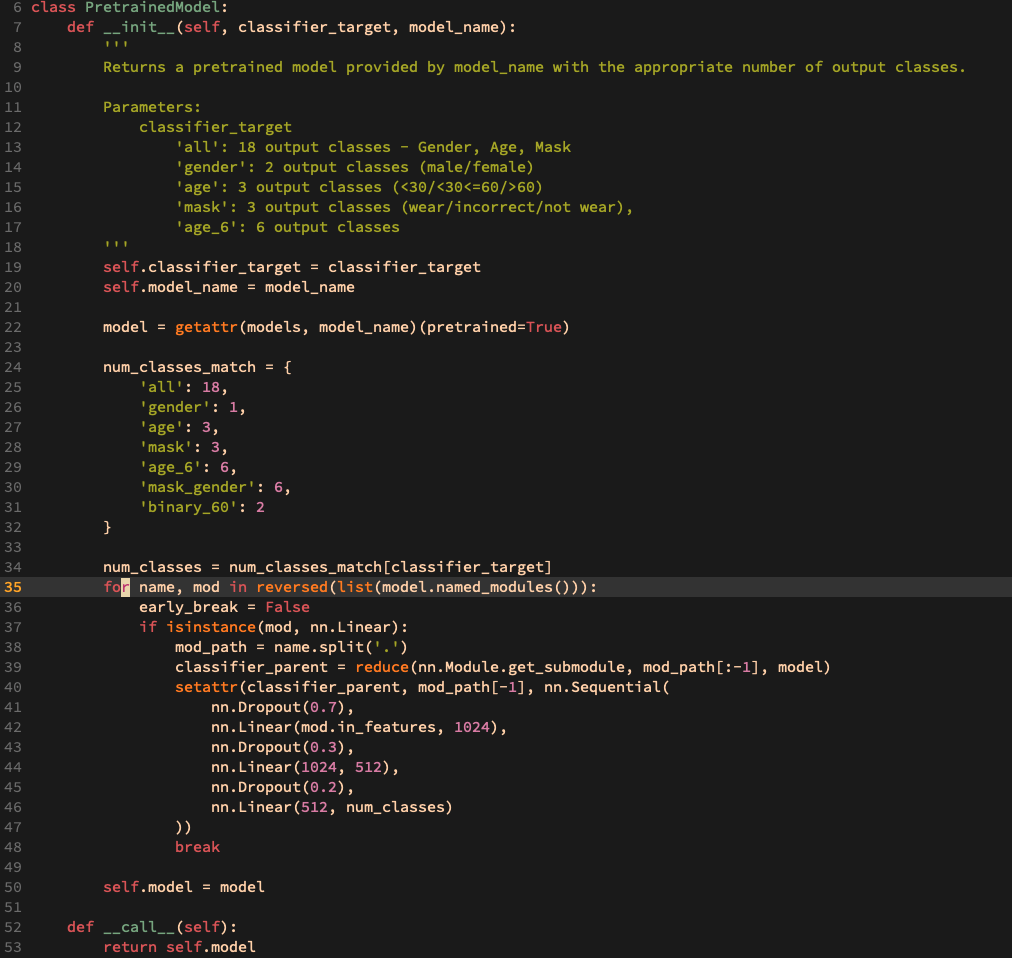 6 class PretrainedModel:
7     def __init__(self, classifier_target, model_name):
8         '''
9         Returns a pretrained model provided by model_name with the appropriate number of output classes.
10
11         Parameters:
12             classifier_target
13                 'all': 18 output classes - Gender, Age, Mask
14                 'gender': 2 output classes (male/female)
15                 'age': 3 output classes (<30/<30<=60/>60)
16                 'mask': 3 output classes (wear/incorrect/not wear),
17                 'age_6': 6 output classes
18         '''
19         self.classifier_target = classifier_target
20         self.model_name = model_name
21
22         model = getattr(models, model_name)(pretrained=True)
23
24         num_classes_match = {
25             'all': 18,
26             'gender': 1,
27             'age': 3,
28             'mask': 3,
29             'age_6': 6,
30             'mask_gender': 6,
31             'binary_60': 2
32         }
33
34         num_classes = num_classes_match[classifier_target]
35         for name, mod in reversed(list(model.named_modules())):
36             early_break = False
37             if isinstance(mod, nn.Linear):
38                 mod_path = name.split('.')
39                 classifier_parent = reduce(nn.Module.get_submodule, mod_path[:-1], model)
40                 setattr(classifier_parent, mod_path[-1], nn.Sequential(
41                     nn.Dropout(0.7),
42                     nn.Linear(mod.in_features, 1024),
43                     nn.Dropout(0.3),
44                     nn.Linear(1024, 512),
45                     nn.Dropout(0.2),
46                     nn.Linear(512, num_classes)
47                 ))
48                 break
49
50         self.model = model
51
52     def __call__(self):
53         return self.model